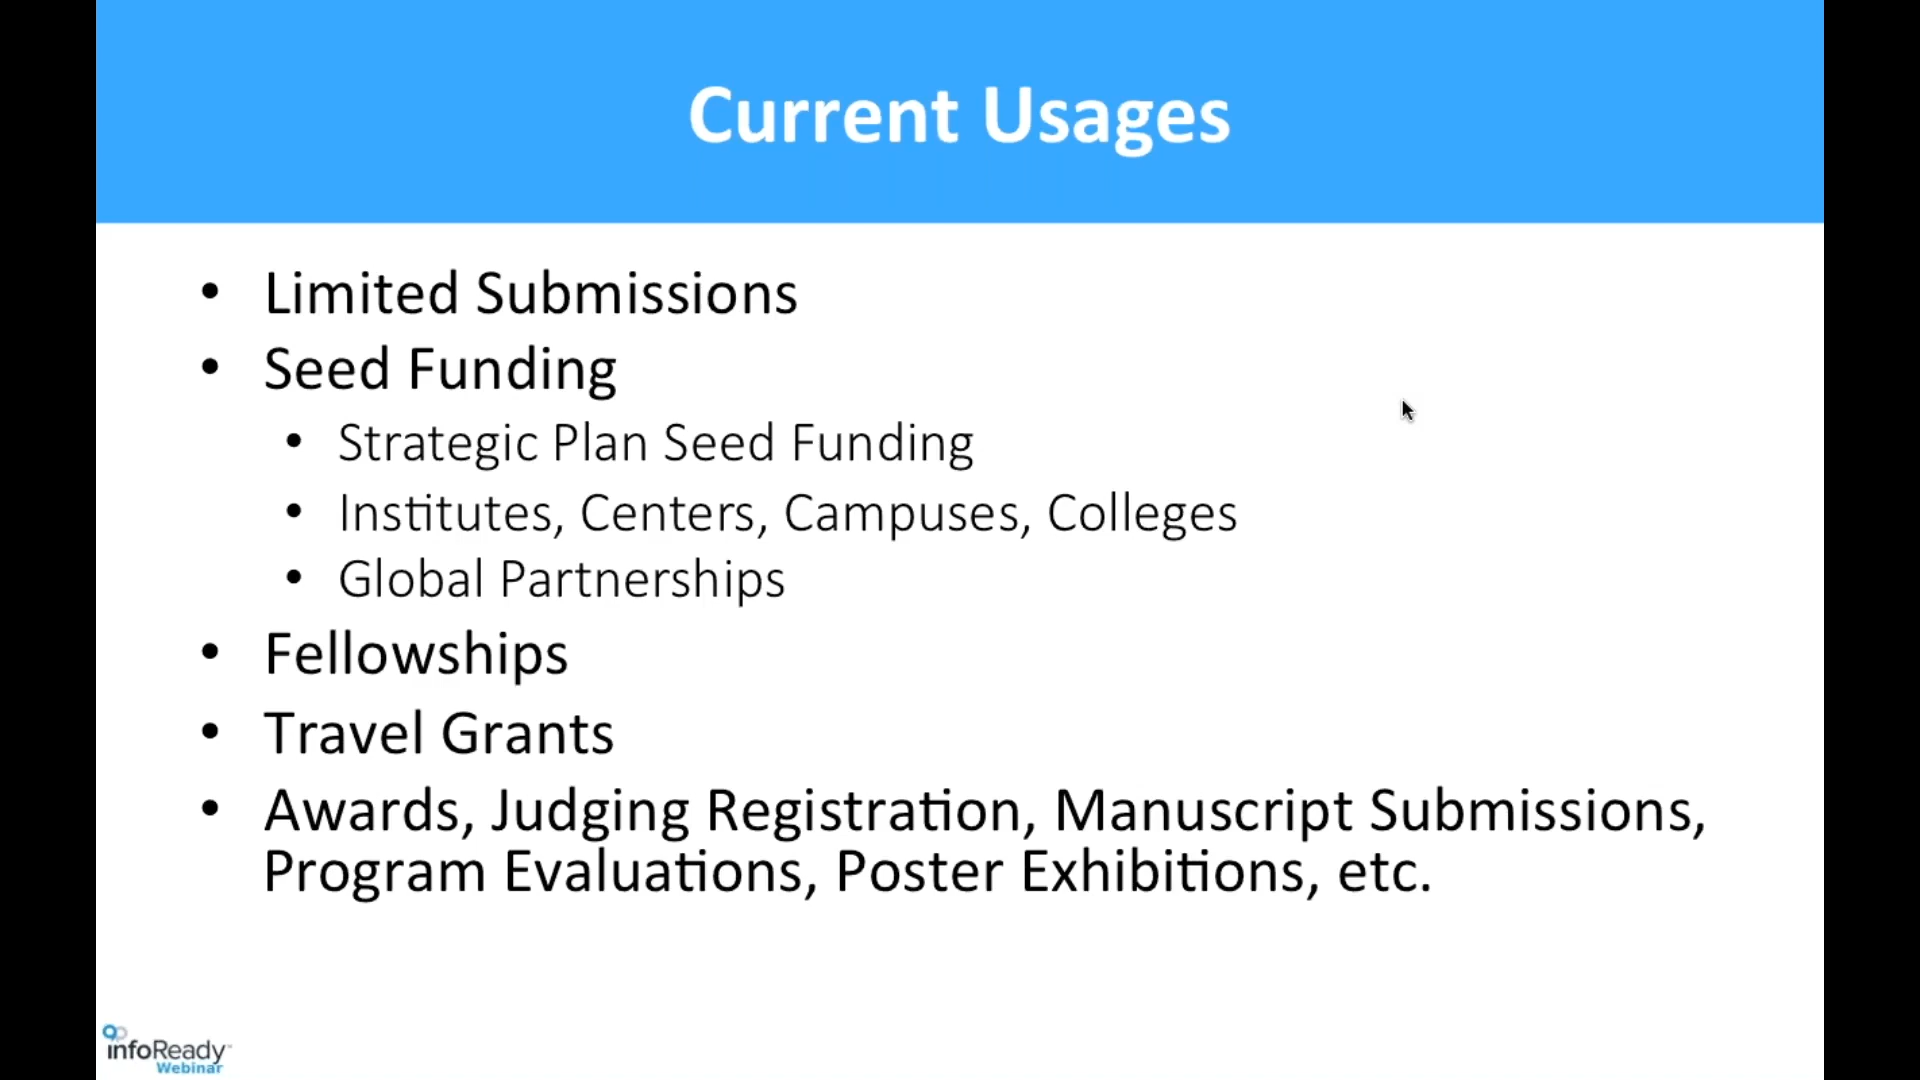 Current Usages
• Limited Submissions
• Seed Funding
• Strategic Plan Seed Funding
• Institutes, Centers, Campuses, Colleges
• Global Partnerships
• Fellowships
• Travel Grants
• Awards, Judging Registration, Manuscript Submissions,
Program Evaluations, Poster Exhibitions, etc.
infoReady™
Webinar